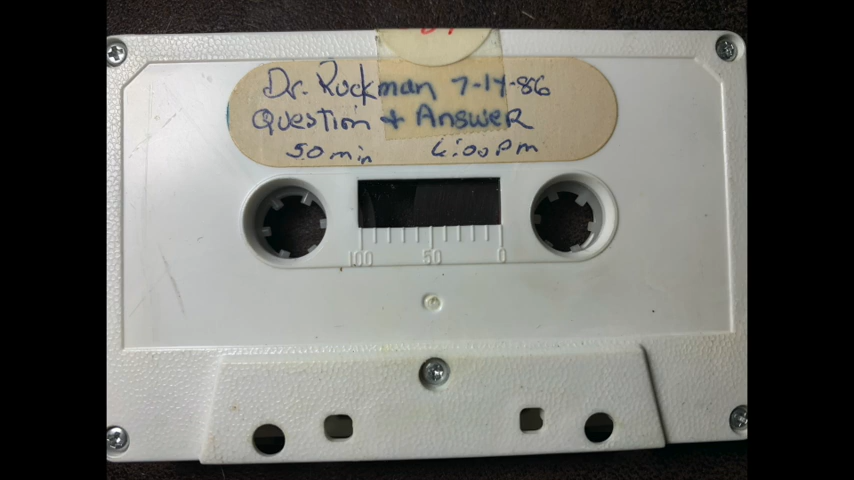 Dr. Ruckman 7-14-86
Question + Answer
50 min 6:00 Pm
100 50 0